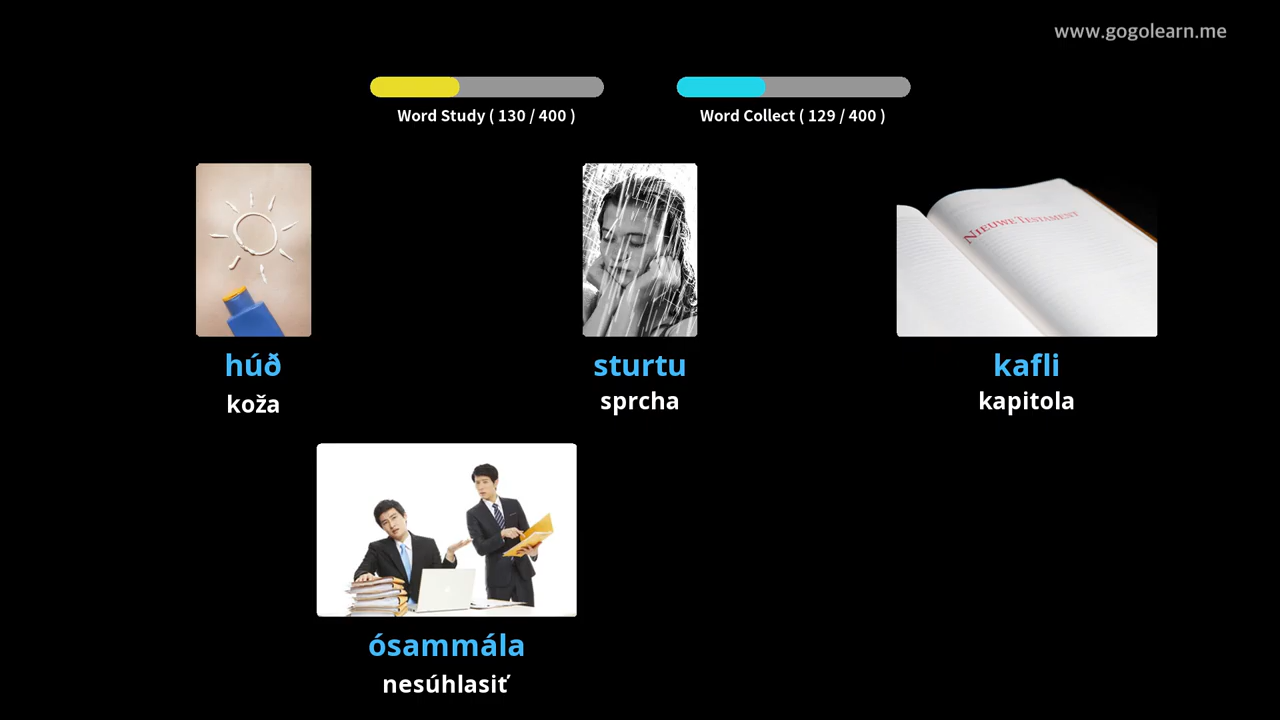 www.gogolearn.me
Word Study ( 130 / 400 )
Word Collect ( 129 / 400 )
NIEUWE TESTAMENT
húð
sturtu
kafli
koža
sprcha
kapitola
ósammála
nesúhlasiť